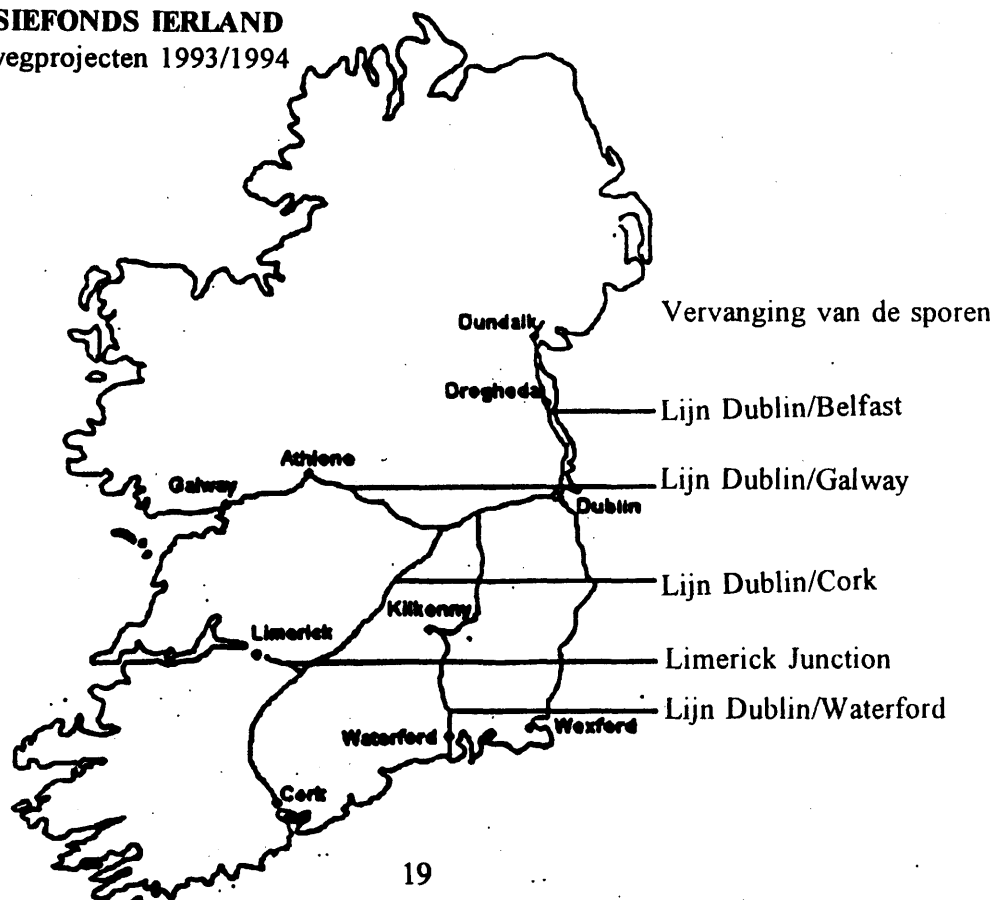 SIEFONDS IERLAND
vegprojecten 1993/1994
Vervanging van de sporen
Dundalk
Drogheda
Lijn Dublin/Belfast
Athlone
Galway
Lijn Dublin/Galway
Dublin
Lijn Dublin/Cork
Kilkenny
Limerick
Limerick Junction
Lijn Dublin/Waterford
Waterford
Wexford
Cork
19